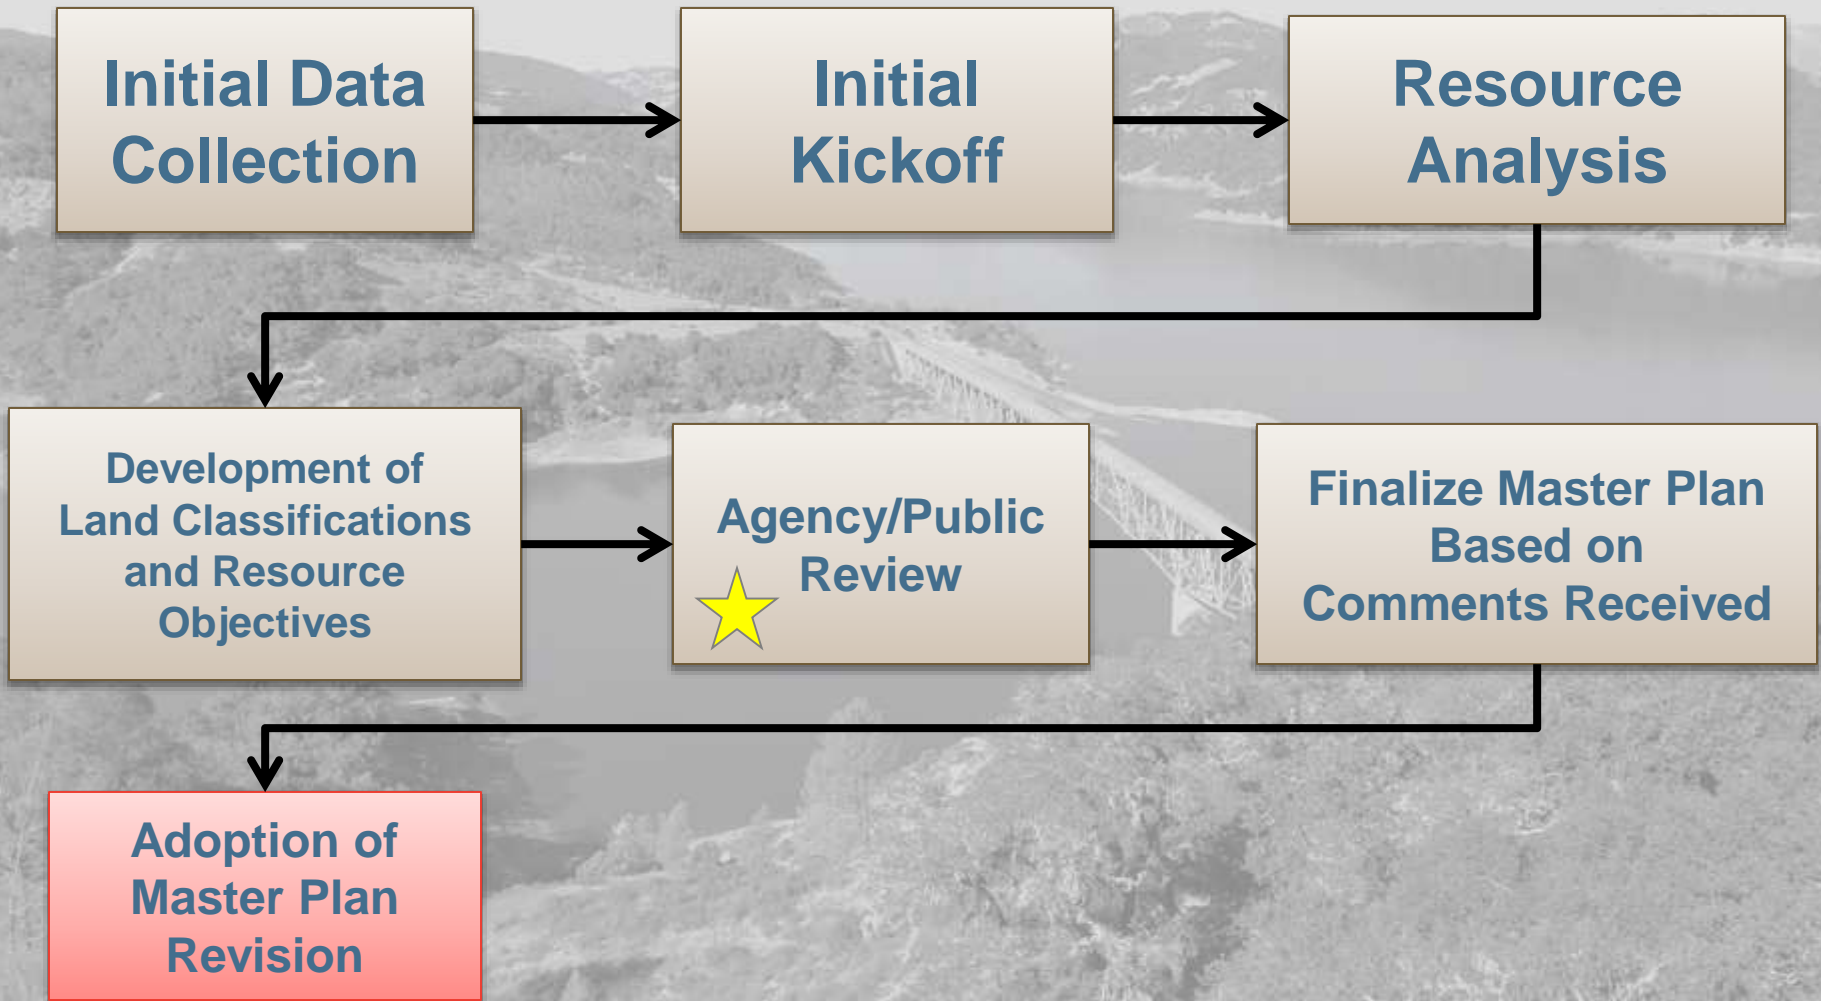 Initial Data
Collection
Initial
Kickoff
Resource
Analysis
Development of
Land Classifications
and Resource
Objectives
Agency/Public
Review
Finalize Master Plan
Based on
Comments Received
Adoption of
Master Plan
Revision